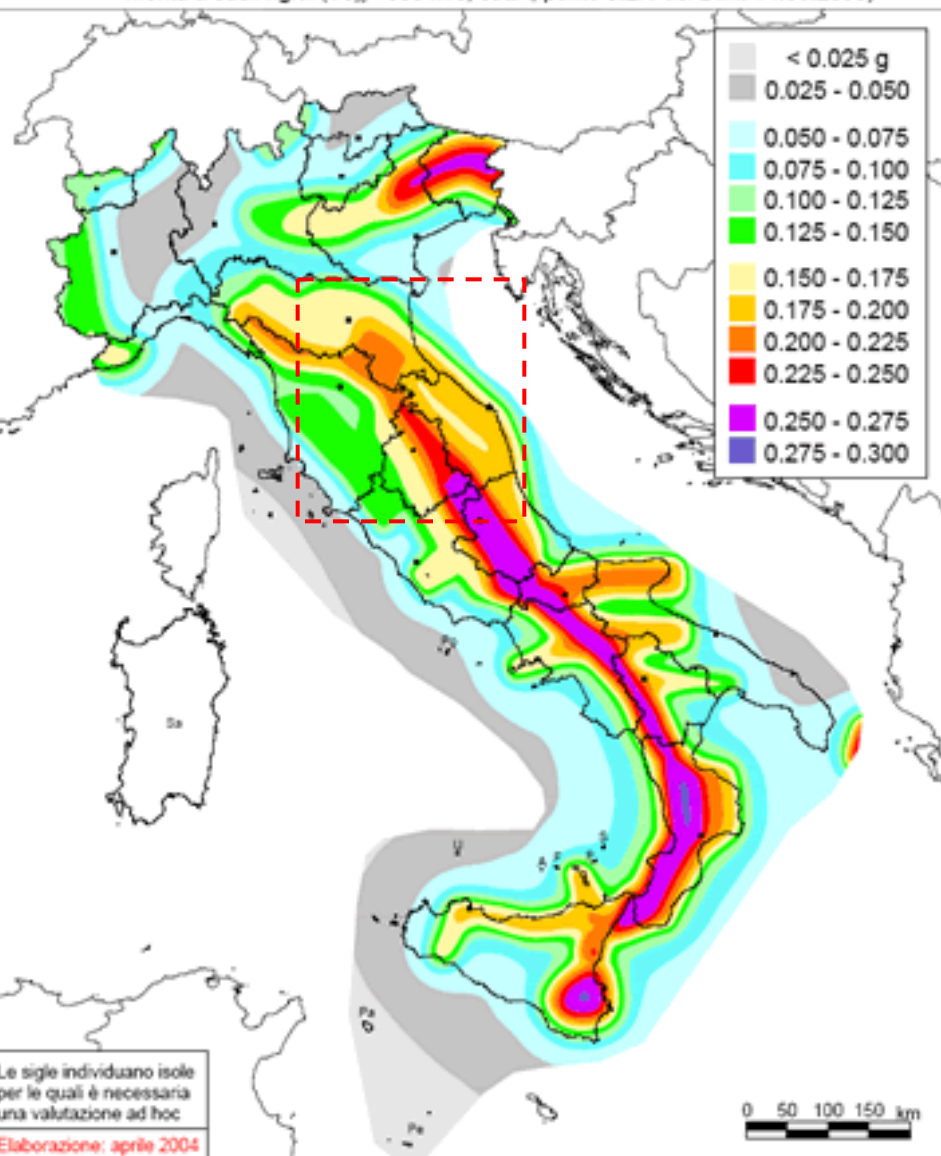 < 0.025 g
0.025 - 0.050
0.050 - 0.075
0.075 - 0.100
0.100 - 0.125
0.125 - 0.150
0.150 - 0.175
0.175 - 0.200
0.200 - 0.225
0.225 - 0.250
0.250 - 0.275
0.275 - 0.300
Sa
U
A
F
S
Pa
Le sigle individuano isole
per le quali è necessaria
una valutazione ad hoc
Elaborazione: aprile 2004
Pe
0 50 100 150 km